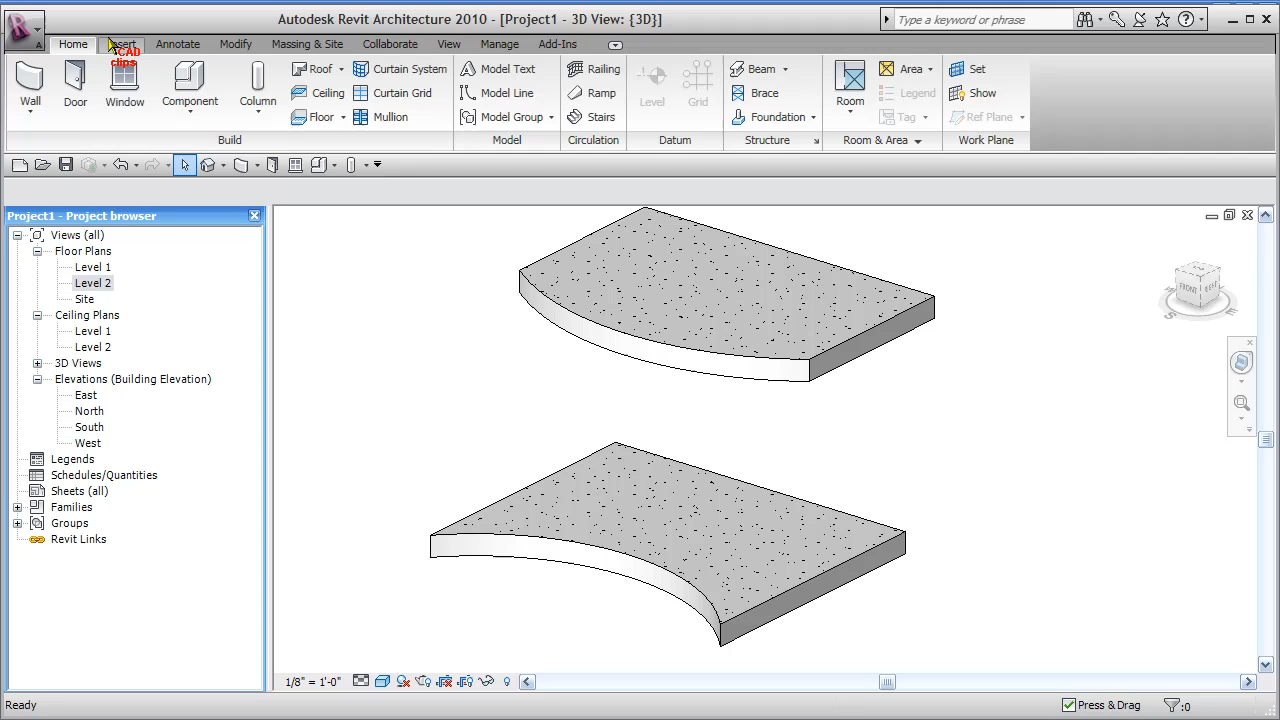 Autodesk Revit Architecture 2010 - [Project1 - 3D View: {3D}]
Type a keyword or phrase
Home Insert Annotate Modify Massing & Site Collaborate View Manage Add-Ins
CAD
clips
Wall Door Window Component Column
Roof Curtain System
Ceiling Curtain Grid
Floor Mullion
Build
Model Text
Model Line
Model Group
Model
Railing
Ramp
Stairs
Circulation
Level Grid
Datum
Beam
Brace
Foundation
Structure
Room
Area
Legend
Tag
Room & Area
Set
Show
Ref Plane
Work Plane
Project1 - Project browser
Views (all)
Floor Plans
Level 1
Level 2
Site
Ceiling Plans
Level 1
Level 2
3D Views
Elevations (Building Elevation)
East
North
South
West
Legends
Schedules/Quantities
Sheets (all)
Families
Groups
Revit Links
FRONT
S
E
1/8" = 1'-0"
Ready
Press & Drag
:0